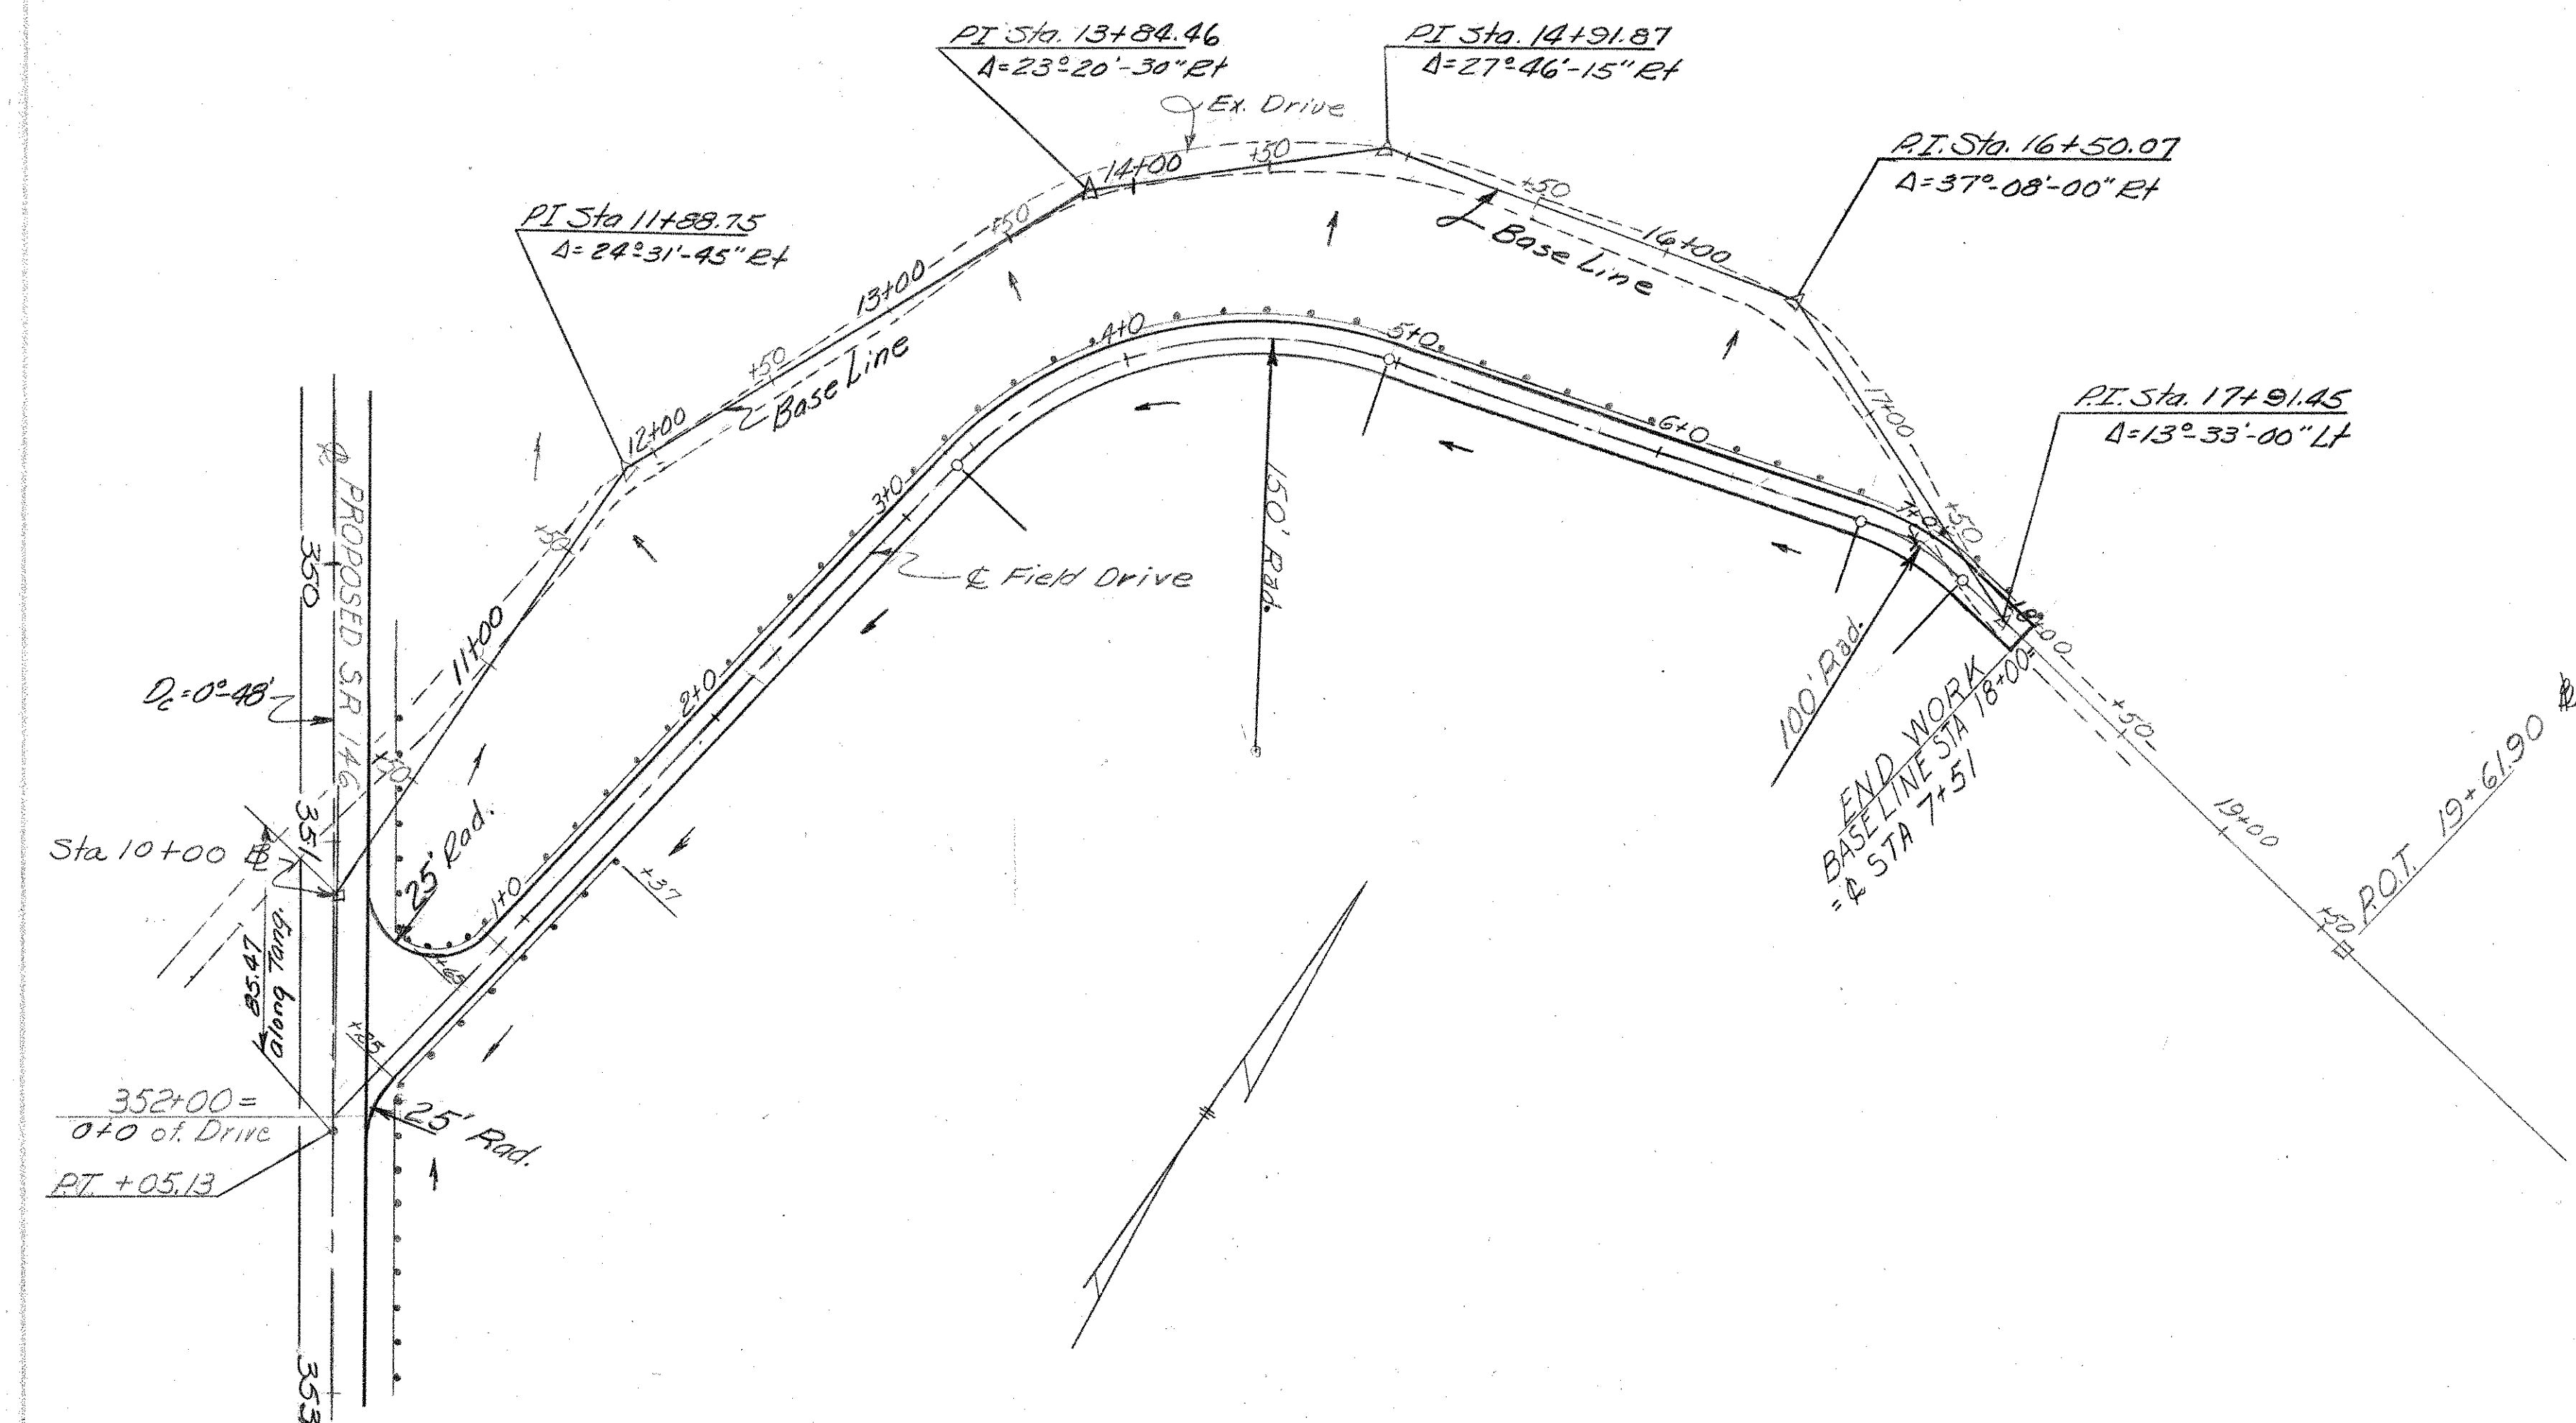 PI Sta. 13+84.46
Δ=23°-20'-30" Rt
PI Sta. 14+91.87
Δ=27°-46'-15" Rt
Ex. Drive
P.I. Sta. 16+50.07
Δ=37°-08'-00" Rt
PI Sta 11+88.75
Δ=24°-31'-45" Rt
P.I. Sta. 17+91.45
Δ=13°-33'-00" Lt
+50
11+00
+50
12+00
+50
13+00
+50
14+00
+50
+50
16+00
17+00
+50
18+00
+50
19+00
+50
Base Line
Base Line
℄ PROPOSED S.R 146
350
351
353
Dc=0°-48'
Sta 10+00 ⅊
85.47
along Tang.
352+00 =
0+0 of. Drive
P.T. +05.13
25' Rad.
25' Rad.
+85
+65
+37
1+0
2+0
3+0
4+0
5+0
6+0
7+0
℄ Field Drive
150' Rad.
100' Rad.
END WORK
BASE LINE STA 18+00=
=℄ STA 7+51
P.O.T. 19+61.90